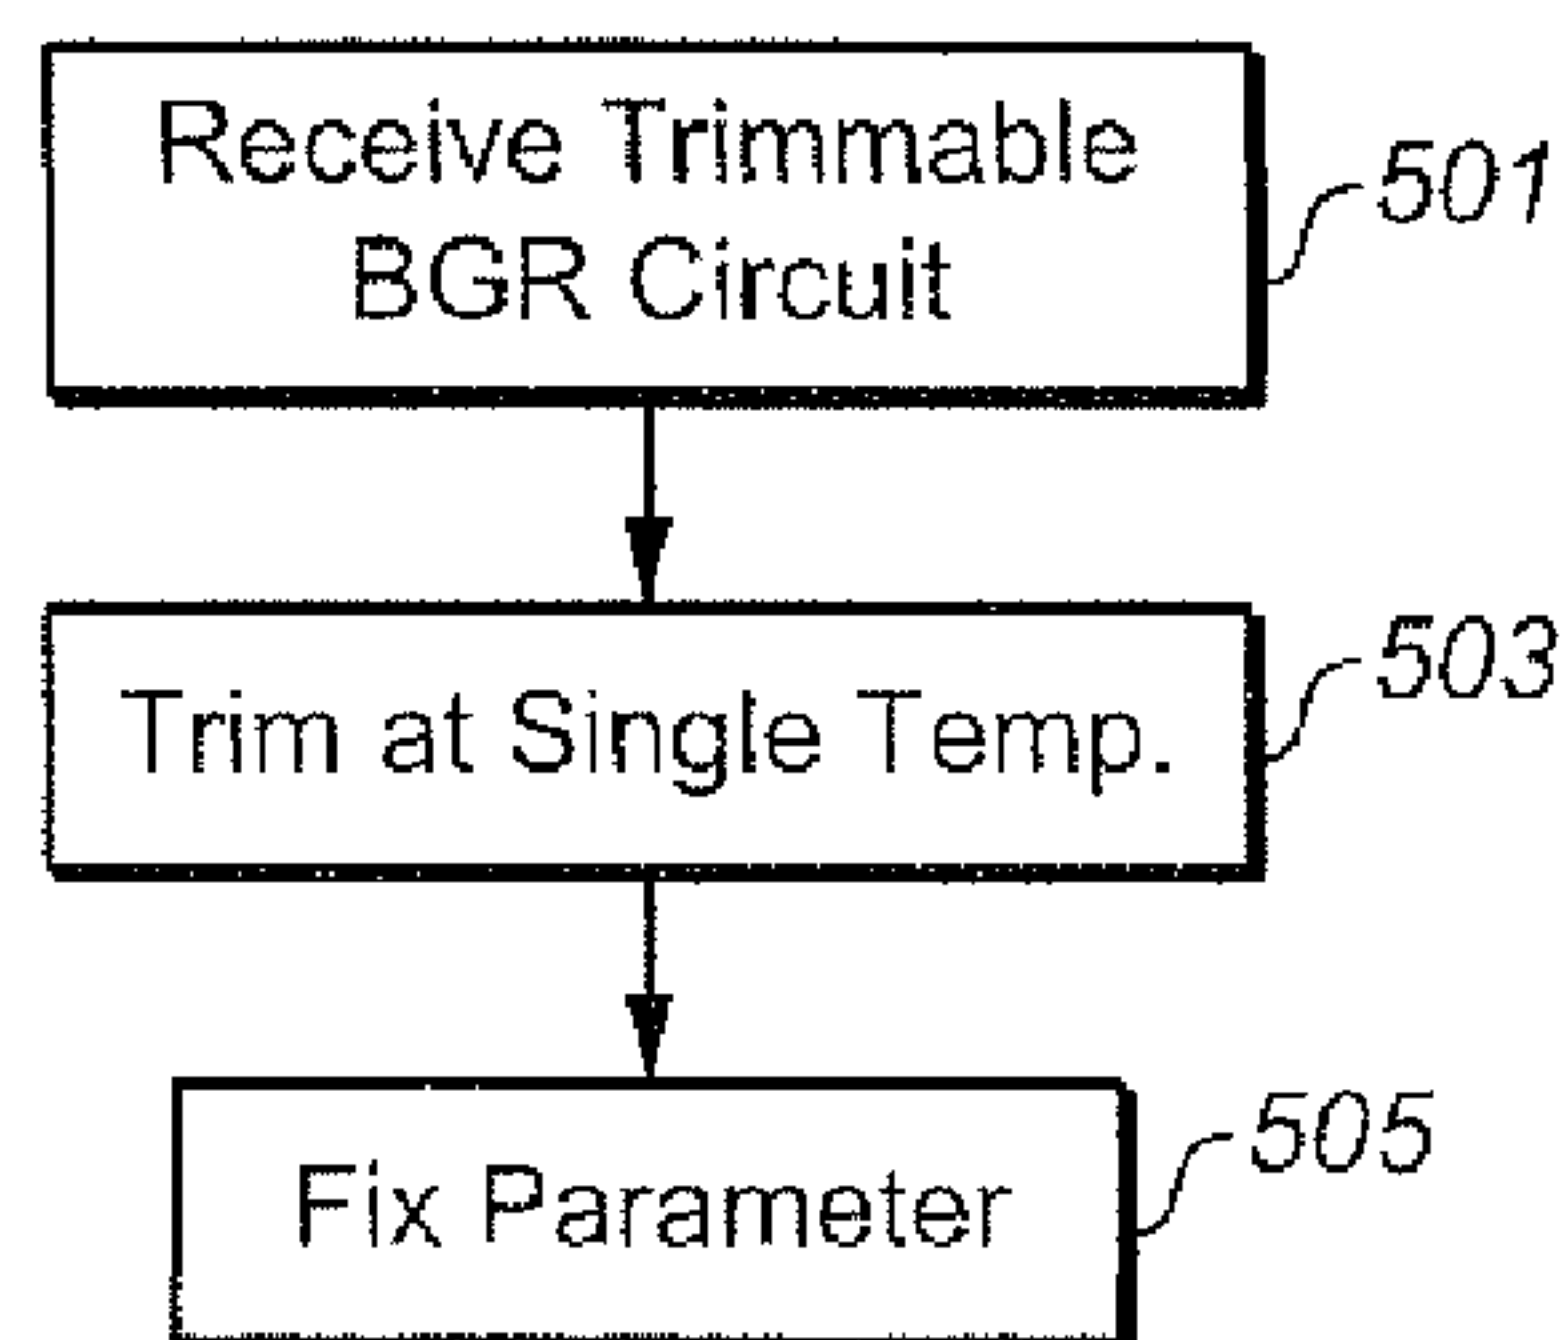 Receive Trimmable
BGR Circuit
501
Trim at Single Temp.
503
Fix Parameter
505